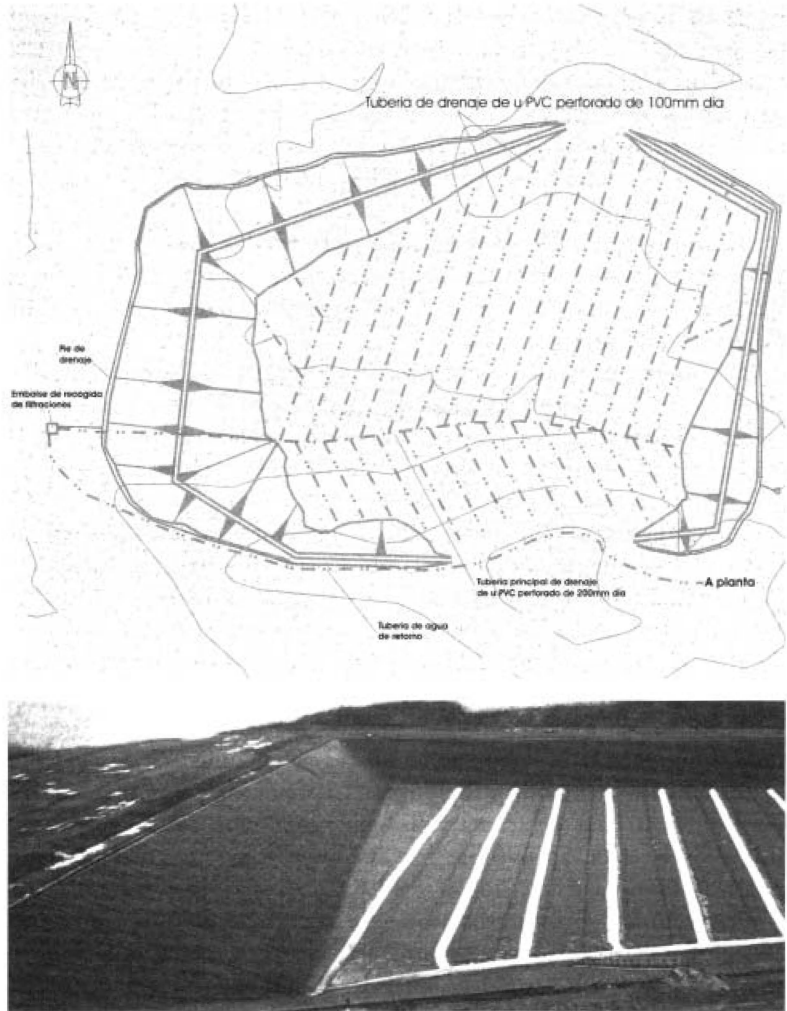 N
Tuberia de drenaje de u PVC perforado de 100mm dia
Pie de
drenaje
Embalse de recogida
de filtraciones
A planta
Tuberia principal de drenaje
de u PVC perforado de 200mm dia
Tuberia de agua
de retorno